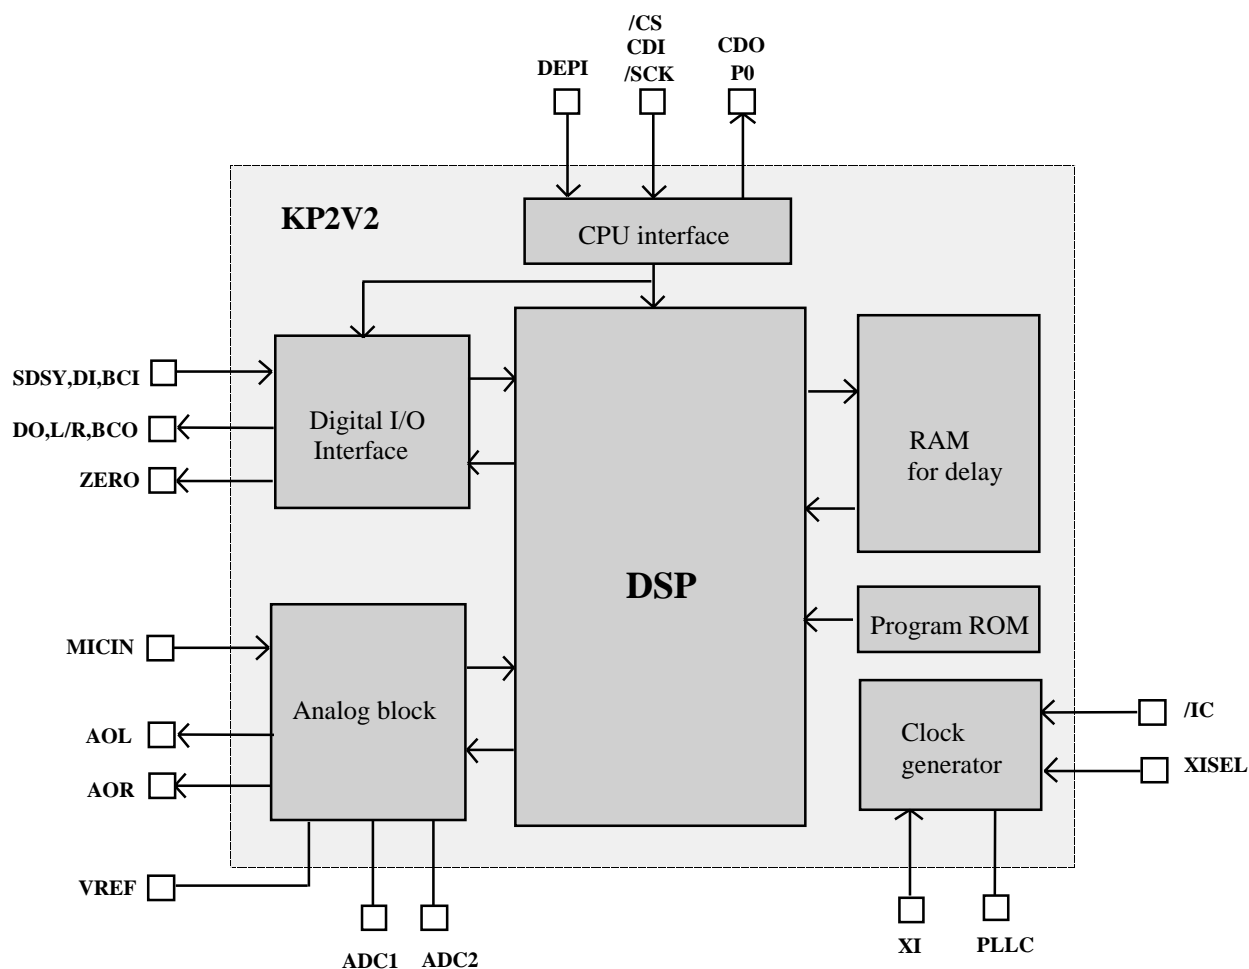 /CS
CDI
/SCK
CDO
P0
DEPI
KP2V2
CPU interface
SDSY,DI,BCI
DO,L/R,BCO
ZERO
Digital I/O
Interface
RAM
for delay
DSP
Program ROM
MICIN
AOL
AOR
Analog block
Clock
generator
/IC
XISEL
VREF
ADC1
ADC2
XI
PLLC